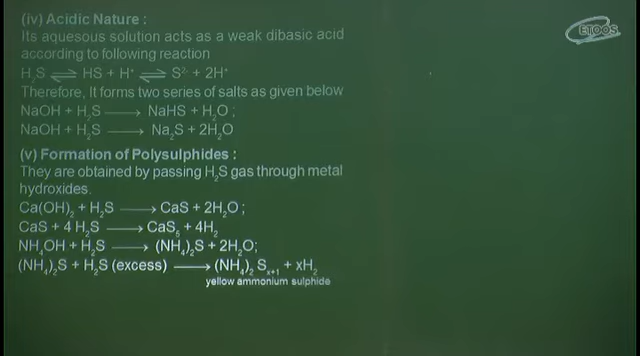 ETOOS
(iv) Acidic Nature :
Its aquesous solution acts as a weak dibasic acid
according to following reaction
H₂S ⇌ HS + H⁺ ⇌ S²⁻ + 2H⁺
Therefore, It forms two series of salts as given below
NaOH + H₂S ⟶ NaHS + H₂O ;
NaOH + H₂S ⟶ Na₂S + 2H₂O
(v) Formation of Polysulphides :
They are obtained by passing H₂S gas through metal
hydroxides.
Ca(OH)₂ + H₂S ⟶ CaS + 2H₂O ;
CaS + 4 H₂S ⟶ CaS₅ + 4H₂
NH₄OH + H₂S ⟶ (NH₄)₂S + 2H₂O;
(NH₄)₂S + H₂S (excess) ⟶ (NH₄)₂ Sₓ₊₁ + xH₂
yellow ammonium sulphide